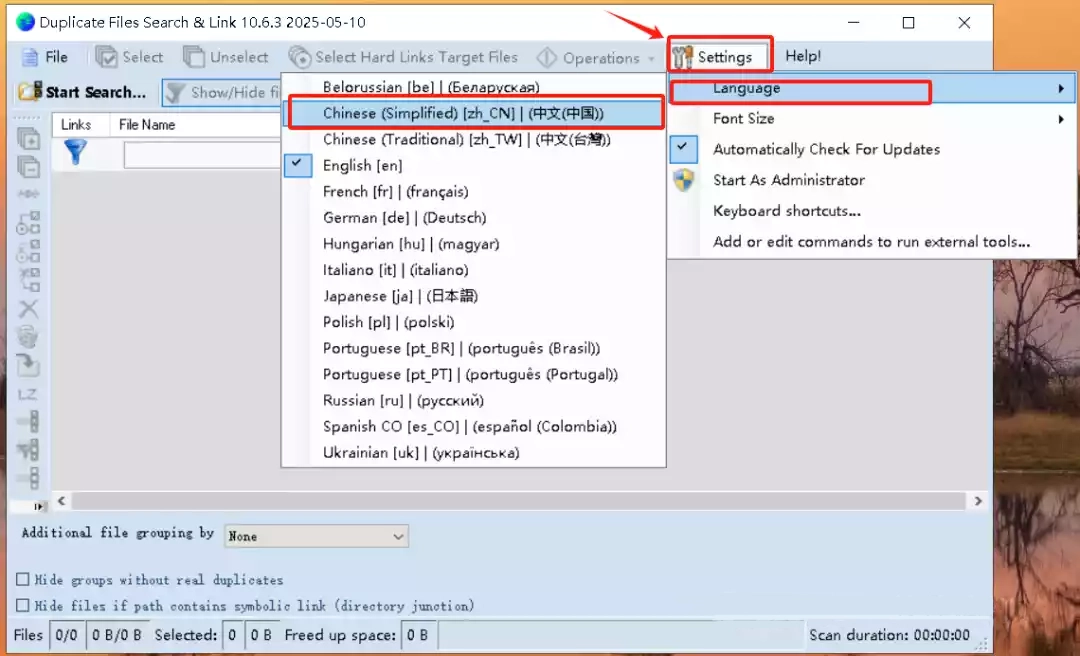 Duplicate Files Search & Link 10.6.3 2025-05-10
File Select Unselect Select Hard Links Target Files Operations Settings Help!
Start Search... Show/Hide fi
Links File Name
Belorussian [be] | (Беларуская)
Chinese (Simplified) [zh_CN] | (中文(中国))
Chinese (Traditional) [zh_TW] | (中文(台灣))
English [en]
French [fr] | (français)
German [de] | (Deutsch)
Hungarian [hu] | (magyar)
Italiano [it] | (italiano)
Japanese [ja] | (日本語)
Polish [pl] | (polski)
Portuguese [pt_BR] | (português (Brasil))
Portuguese [pt_PT] | (português (Portugal))
Russian [ru] | (русский)
Spanish CO [es_CO] | (español (Colombia))
Ukrainian [uk] | (українська)
Language
Font Size
Automatically Check For Updates
Start As Administrator
Keyboard shortcuts...
Add or edit commands to run external tools...
LZ
Additional file grouping by None
Hide groups without real duplicates
Hide files if path contains symbolic link (directory junction)
Files 0/0 0 B/0 B Selected: 0 0 B Freed up space: 0 B Scan duration: 00:00:00